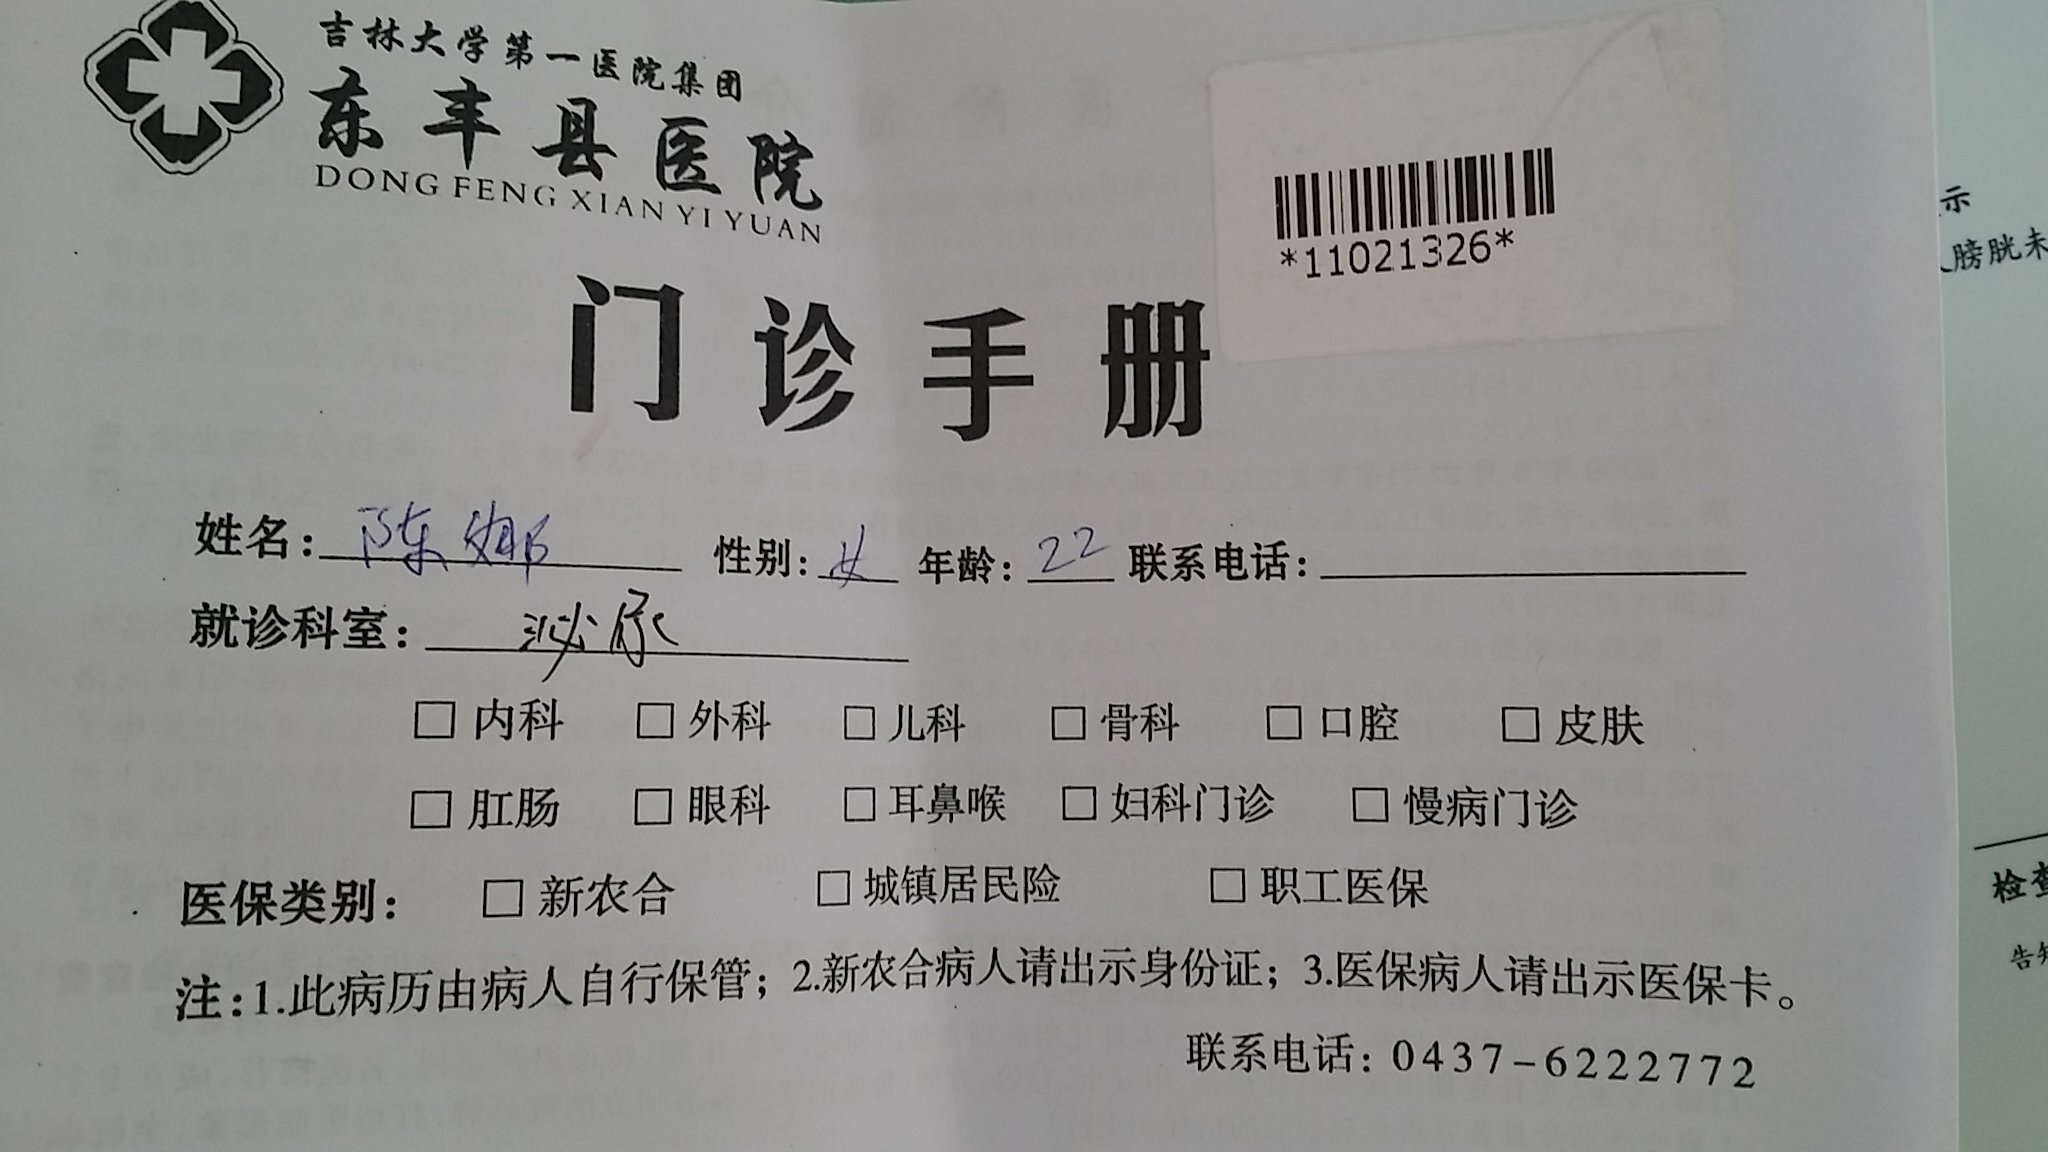 吉林大学第一医院集团
东丰县医院
DONG FENG XIAN YI YUAN
*11021326*
门诊手册
姓名：陈娜 性别：女 年龄：22 联系电话：
就诊科室：泌尿
□ 内科 □ 外科 □ 儿科 □ 骨科 □ 口腔 □ 皮肤
□ 肛肠 □ 眼科 □ 耳鼻喉 □ 妇科门诊 □ 慢病门诊
医保类别： □ 新农合 □ 城镇居民险 □ 职工医保
注：1.此病历由病人自行保管；2.新农合病人请出示身份证；3.医保病人请出示医保卡。
联系电话：0437-6222772
示
膀胱未
检查
告知